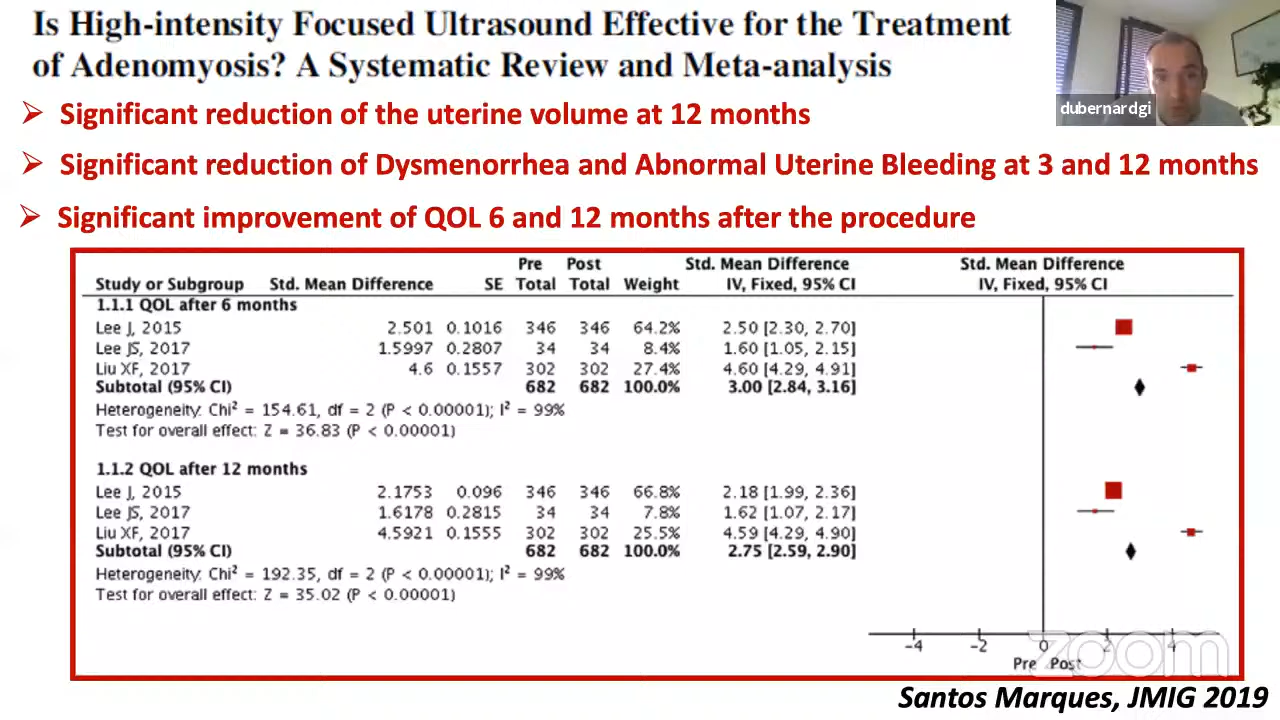 Is High-intensity Focused Ultrasound Effective for the Treatment
of Adenomyosis? A Systematic Review and Meta-analysis
dubernardgi
Significant reduction of the uterine volume at 12 months
Significant reduction of Dysmenorrhea and Abnormal Uterine Bleeding at 3 and 12 months
Significant improvement of QOL 6 and 12 months after the procedure
Pre Post Std. Mean Difference Std. Mean Difference
Study or Subgroup Std. Mean Difference SE Total Total Weight IV, Fixed, 95% CI IV, Fixed, 95% CI
1.1.1 QOL after 6 months
Lee J, 2015 2.501 0.1016 346 346 64.2% 2.50 [2.30, 2.70]
Lee JS, 2017 1.5997 0.2807 34 34 8.4% 1.60 [1.05, 2.15]
Liu XF, 2017 4.6 0.1557 302 302 27.4% 4.60 [4.29, 4.91]
Subtotal (95% CI) 682 682 100.0% 3.00 [2.84, 3.16]
Heterogeneity: Chi² = 154.61, df = 2 (P < 0.00001); I² = 99%
Test for overall effect: Z = 36.83 (P < 0.00001)
1.1.2 QOL after 12 months
Lee J, 2015 2.1753 0.096 346 346 66.8% 2.18 [1.99, 2.36]
Lee JS, 2017 1.6178 0.2815 34 34 7.8% 1.62 [1.07, 2.17]
Liu XF, 2017 4.5921 0.1555 302 302 25.5% 4.59 [4.29, 4.90]
Subtotal (95% CI) 682 682 100.0% 2.75 [2.59, 2.90]
Heterogeneity: Chi² = 192.35, df = 2 (P < 0.00001); I² = 99%
Test for overall effect: Z = 35.02 (P < 0.00001)
-4 -2 0 2 4
Pre Post
zoom
Santos Marques, JMIG 2019